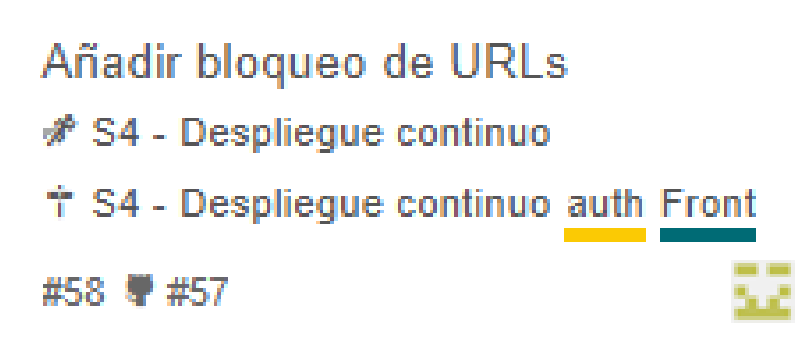 Añadir bloqueo de URLs
S4 - Despliegue continuo
S4 - Despliegue continuo auth Front
#58 #57